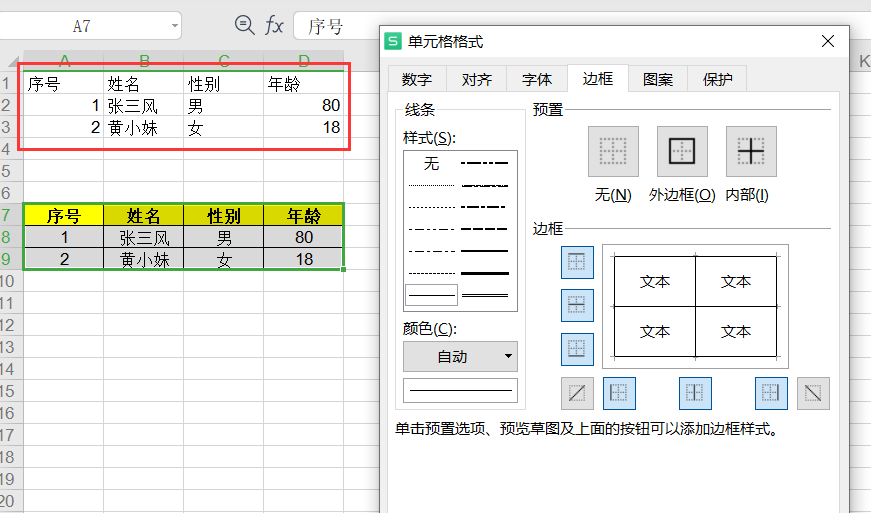 A7
fx
序号
A B C D K
1 序号 姓名 性别 年龄
2 1 张三风 男 80
3 2 黄小妹 女 18
4
5
6
7 序号 姓名 性别 年龄
8 1 张三风 男 80
9 2 黄小妹 女 18
10
11
12
13
14
15
16
17
18
19
20
S 单元格格式
数字 对齐 字体 边框 图案 保护
线条
样式(S):
无
颜色(C):
自动
预置
无(N) 外边框(O) 内部(I)
边框
文本 文本
文本 文本
单击预置选项、预览草图及上面的按钮可以添加边框样式。